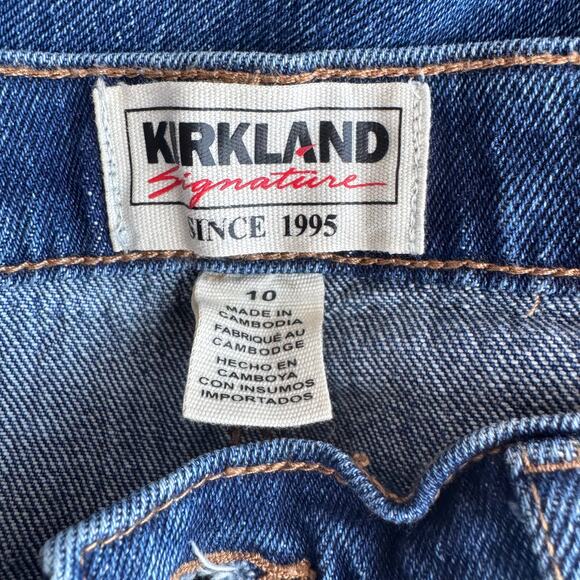 KIRKLAND
Signature
SINCE 1995
10
MADE IN
CAMBODIA
FABRIQUÉ AU
CAMBODGE
HECHO EN
CAMBOYA
CON INSUMOS
IMPORTADOS